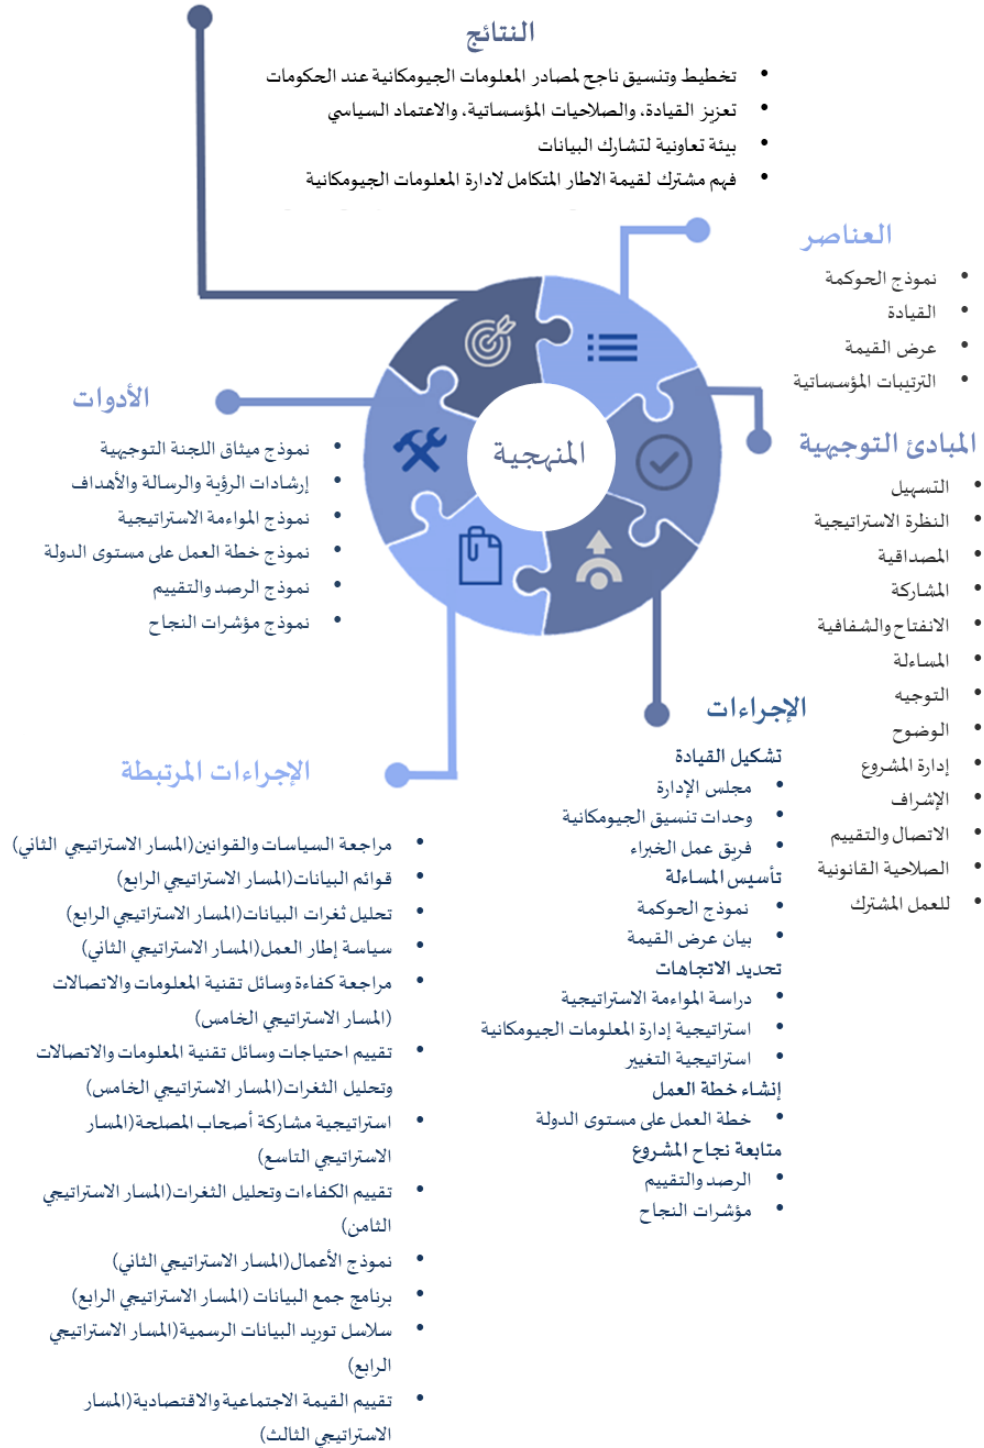 النتائج
تخطيط وتنسيق ناجح لمصادر المعلومات الجيومكانية عند الحكومات
تعزيز القيادة، والصلاحيات المؤسساتية، والاعتماد السياسي
بيئة تعاونية لتشارك البيانات
فهم مشترك لقيمة الاطار المتكامل لادارة المعلومات الجيومكانية
العناصر
نموذج الحوكمة
القيادة
عرض القيمة
الترتيبات المؤسساتية
المبادئ التوجيهية
التسهيل
النظرة الاستراتيجية
المصداقية
المشاركة
الانفتاح والشفافية
المساءلة
التوجيه
الوضوح
إدارة المشروع
الإشراف
الاتصال والتقييم
الصلاحية القانونية
للعمل المشترك
المنهجية
الأدوات
نموذج ميثاق اللجنة التوجيهية
إرشادات الرؤية والرسالة والأهداف
نموذج المواءمة الاستراتيجية
نموذج خطة العمل على مستوى الدولة
نموذج الرصد والتقييم
نموذج مؤشرات النجاح
الإجراءات
تشكيل القيادة
مجلس الإدارة
وحدات تنسيق الجيومكانية
فريق عمل الخبراء
تأسيس المساءلة
نموذج الحوكمة
بيان عرض القيمة
تحديد الاتجاهات
دراسة المواءمة الاستراتيجية
استراتيجية إدارة المعلومات الجيومكانية
استراتيجية التغيير
إنشاء خطة العمل
خطة العمل على مستوى الدولة
متابعة نجاح المشروع
الرصد والتقييم
مؤشرات النجاح
الإجراءات المرتبطة
مراجعة السياسات والقوانين(المسار الاستراتيجي الثاني)
قوائم البيانات(المسار الاستراتيجي الرابع)
تحليل ثغرات البيانات(المسار الاستراتيجي الرابع)
سياسة إطار العمل(المسار الاستراتيجي الثاني)
مراجعة كفاءة وسائل تقنية المعلومات والاتصالات
(المسار الاستراتيجي الخامس)
تقييم احتياجات وسائل تقنية المعلومات والاتصالات
وتحليل الثغرات(المسار الاستراتيجي الخامس)
استراتيجية مشاركة أصحاب المصلحة(المسار
الاستراتيجي التاسع)
تقييم الكفاءات وتحليل الثغرات(المسار الاستراتيجي
الثامن)
نموذج الأعمال(المسار الاستراتيجي الثاني)
برنامج جمع البيانات (المسار الاستراتيجي الرابع)
سلاسل توريد البيانات الرسمية(المسار الاستراتيجي
الرابع)
تقييم القيمة الاجتماعية والاقتصادية(المسار
الاستراتيجي الثالث)